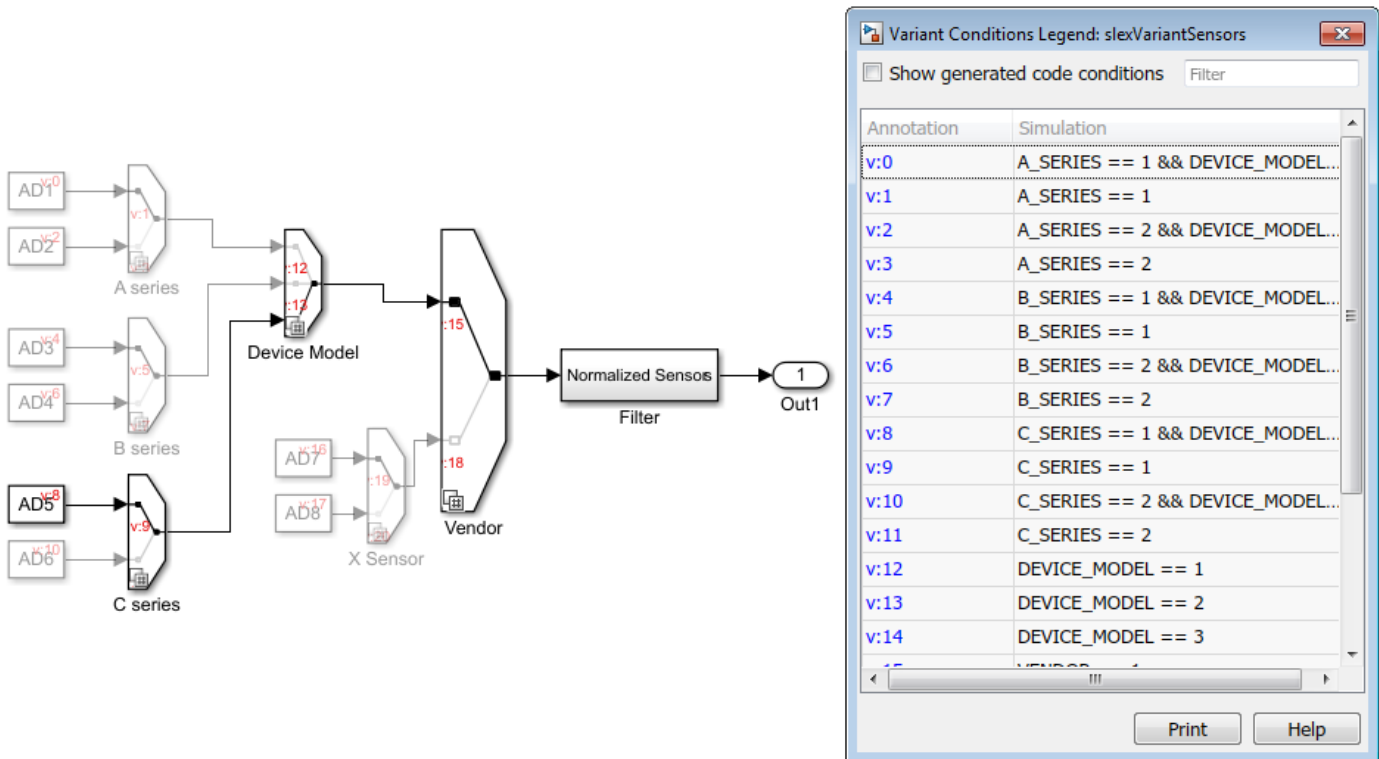 AD1
v:0
v:1
AD2
v:2
A series
AD3
v:4
v:5
AD4
v:6
B series
AD5
v:8
v:9
AD6
v:10
C series
:12
:13
Device Model
AD7
v:16
:19
AD8
v:17
X Sensor
:15
:18
Vendor
Normalized Sensors
Filter
1
Out1
Variant Conditions Legend: slexVariantSensors
Show generated code conditions
Filter
Annotation Simulation
v:0 A_SERIES == 1 && DEVICE_MODEL...
v:1 A_SERIES == 1
v:2 A_SERIES == 2 && DEVICE_MODEL...
v:3 A_SERIES == 2
v:4 B_SERIES == 1 && DEVICE_MODEL...
v:5 B_SERIES == 1
v:6 B_SERIES == 2 && DEVICE_MODEL...
v:7 B_SERIES == 2
v:8 C_SERIES == 1 && DEVICE_MODEL...
v:9 C_SERIES == 1
v:10 C_SERIES == 2 && DEVICE_MODEL...
v:11 C_SERIES == 2
v:12 DEVICE_MODEL == 1
v:13 DEVICE_MODEL == 2
v:14 DEVICE_MODEL == 3
Print
Help